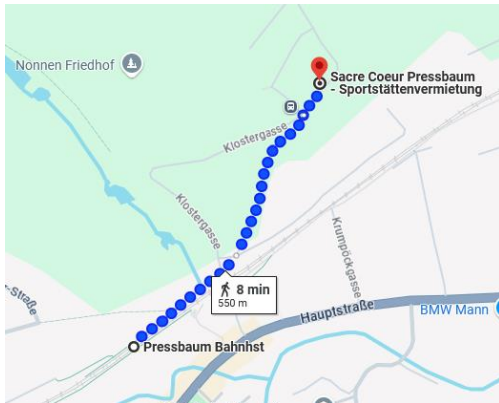 Nonnen Friedhof
Sacre Coeur Pressbaum
- Sportstättenvermietung
Klostergasse
Klostergasse
Krumpöckgasse
8 min
550 m
Hauptstraße
BMW Mann
-Straße
Pressbaum Bahnhst